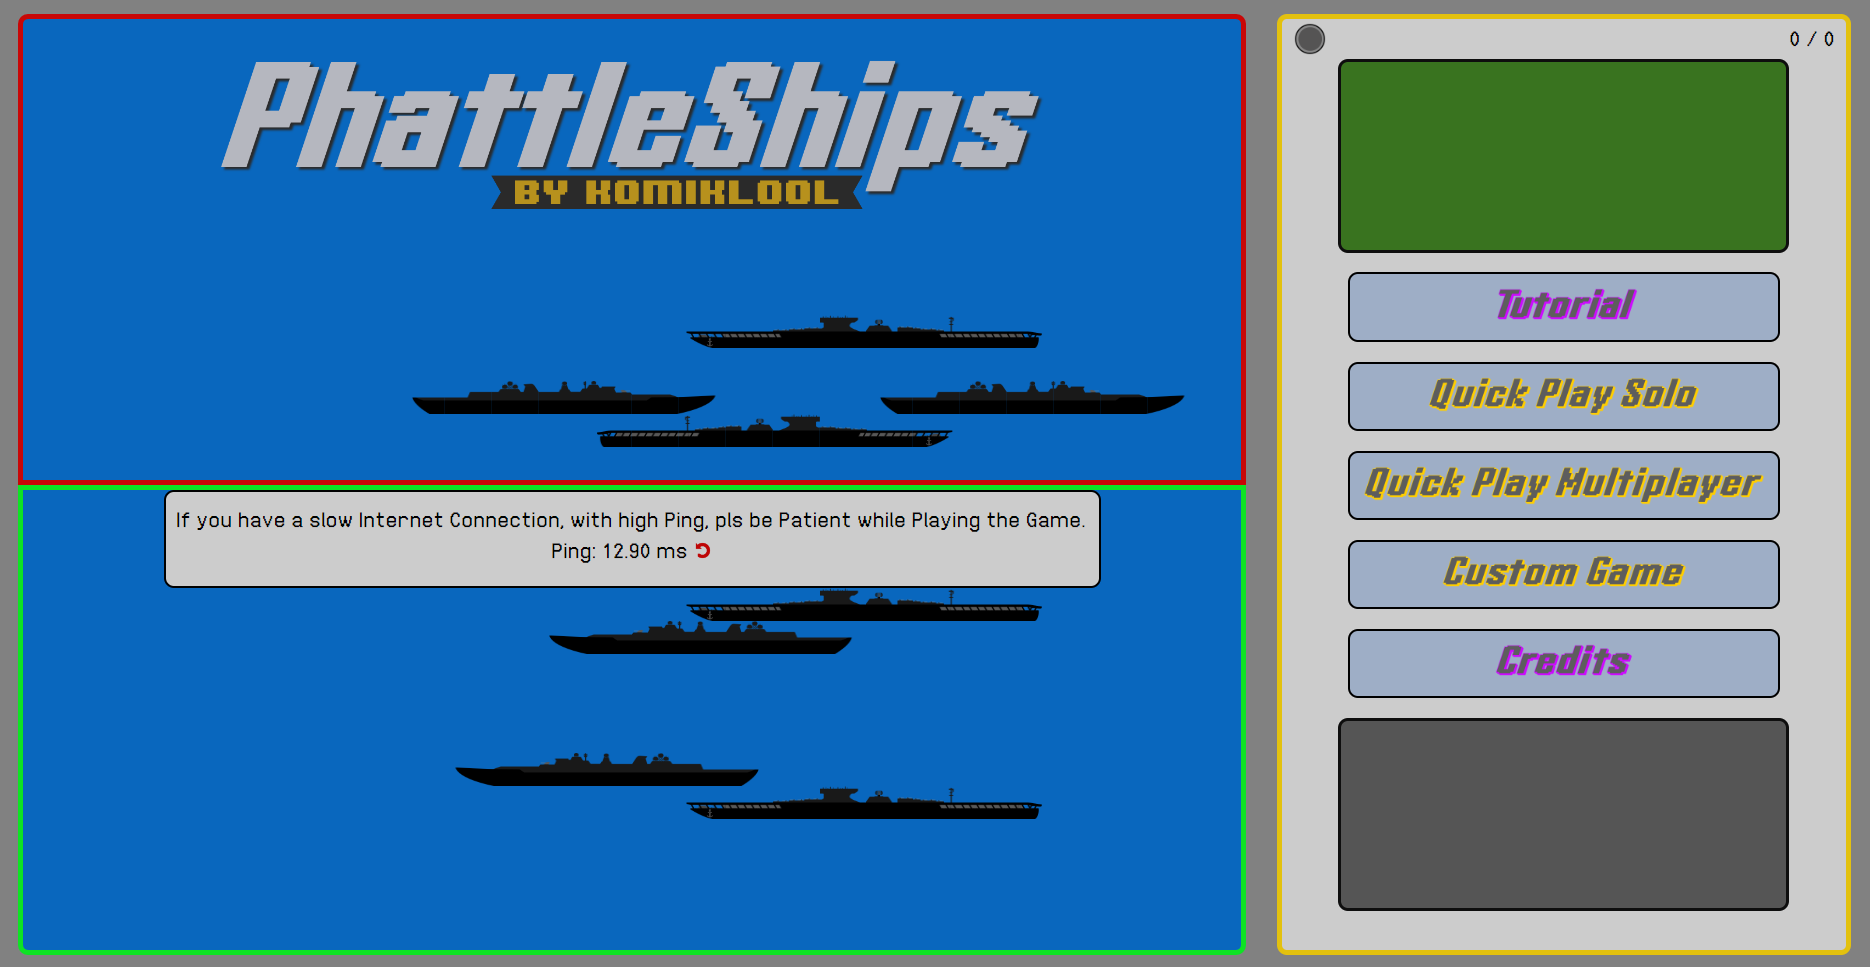 PhattleShips
BY KOMIKLOOL
If you have a slow Internet Connection, with high Ping, pls be Patient while Playing the Game.
Ping: 12.90 ms
0 / 0
Tutorial
Quick Play Solo
Quick Play Multiplayer
Custom Game
Credits